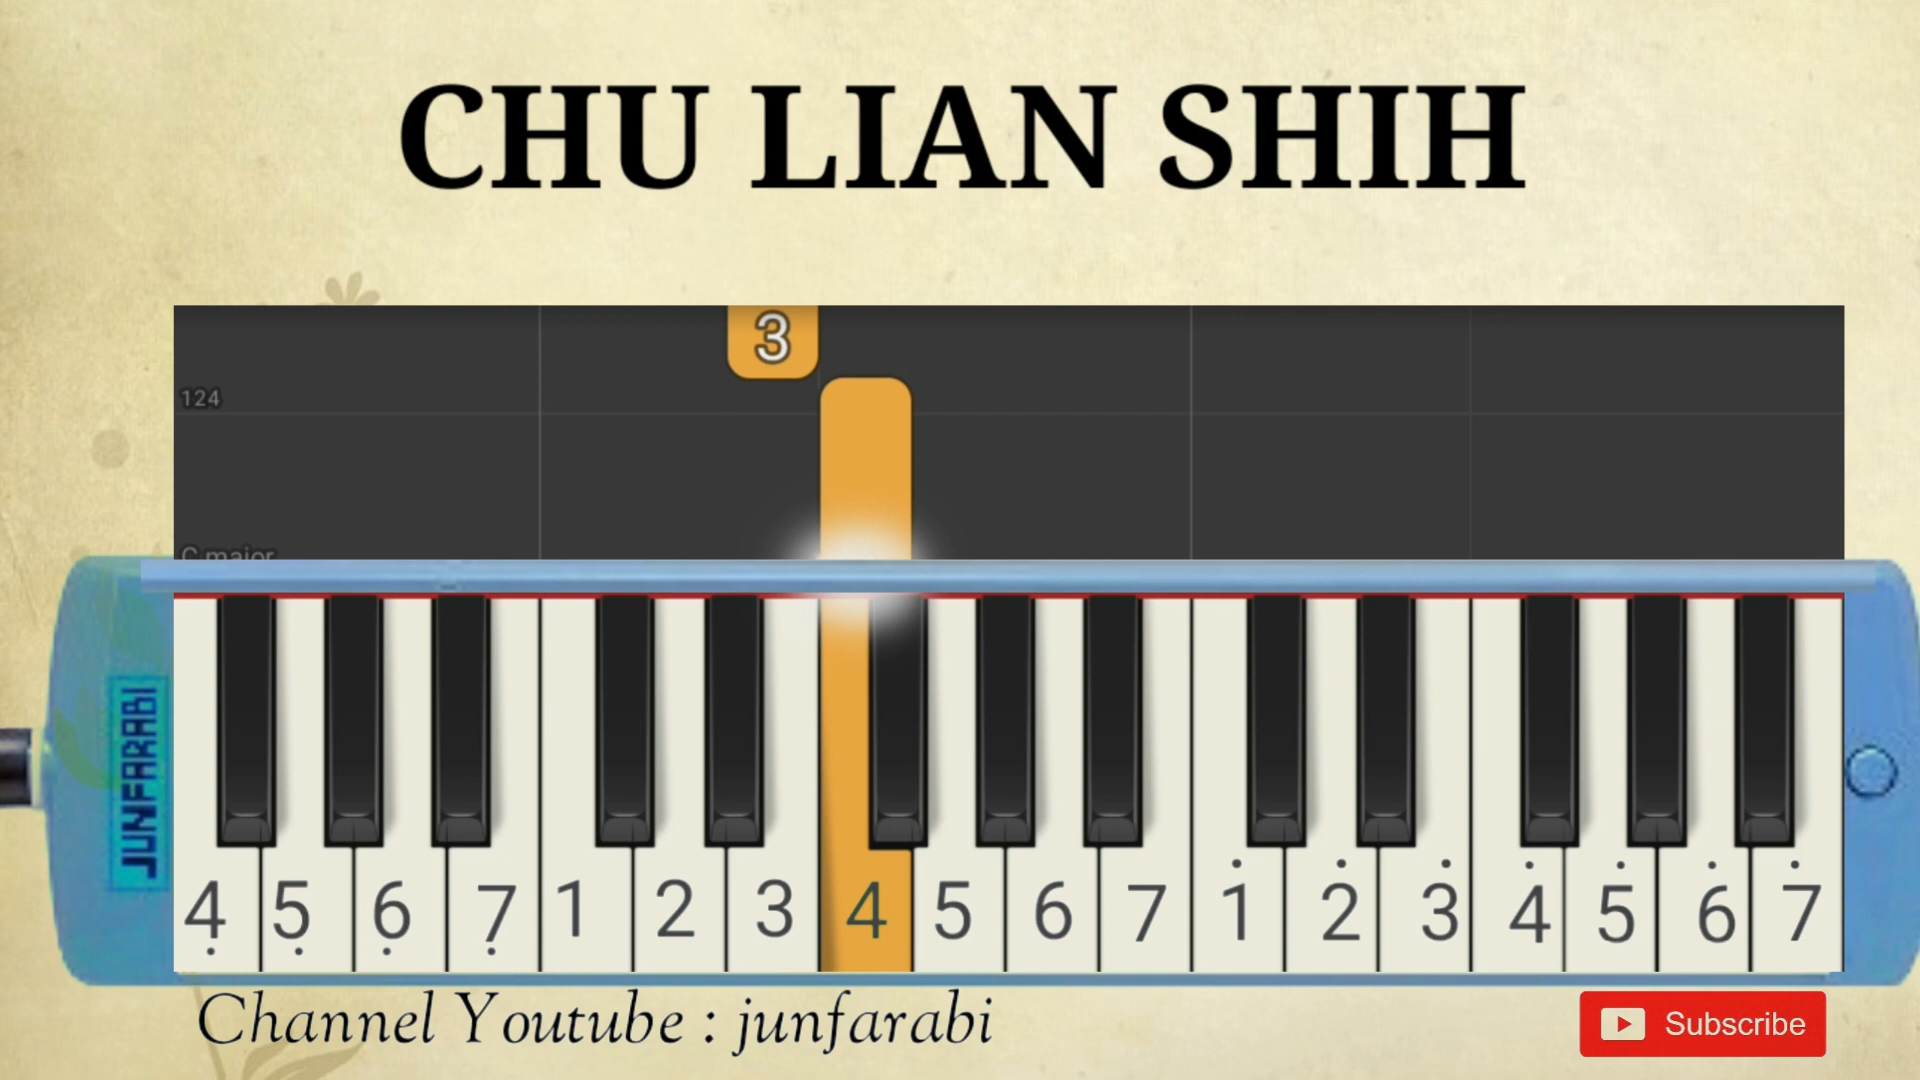 CHU LIAN SHIH
3
124
C major
JUNFARABI
4̣ 5̣ 6̣ 7̣ 1 2 3 4 5 6 7 1̇ 2̇ 3̇ 4̇ 5̇ 6̇ 7̇
Channel Youtube : junfarabi
Subscribe